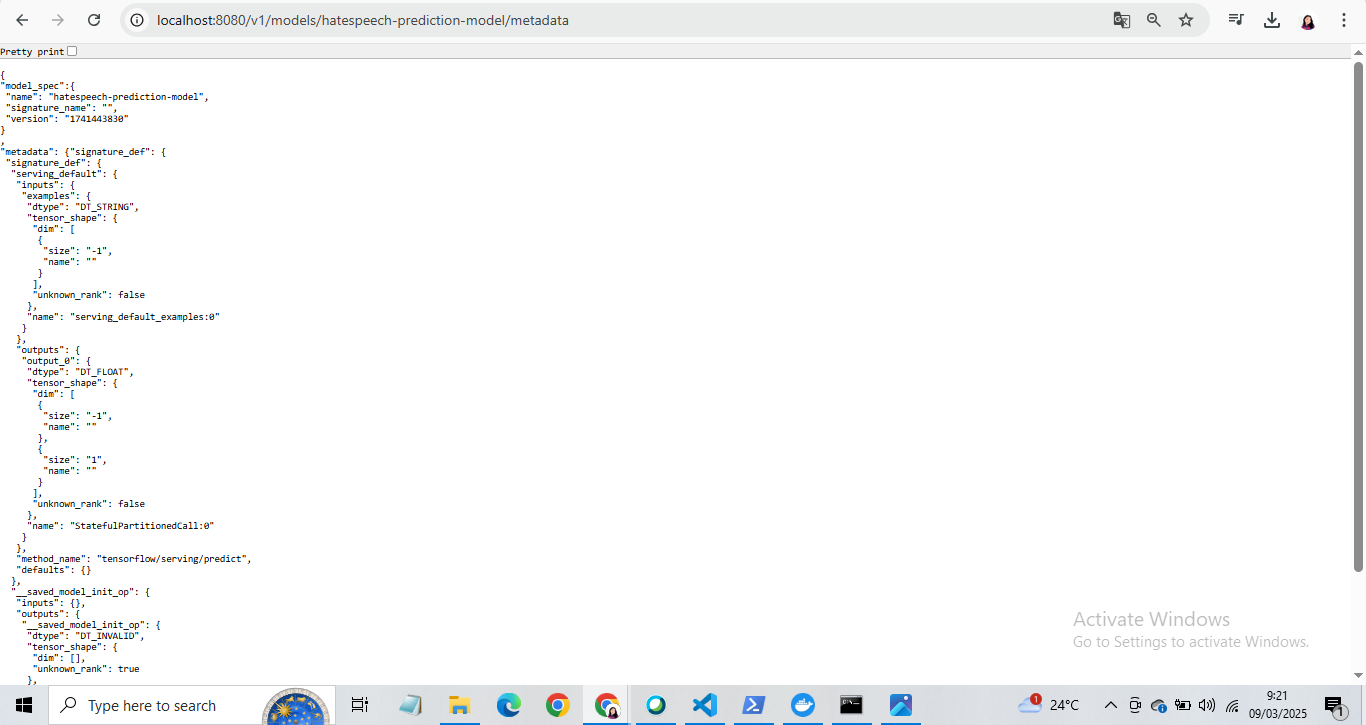 localhost:8080/v1/models/hatespeech-prediction-model/metadata
Pretty print
{
"model_spec":{
 "name": "hatespeech-prediction-model",
 "signature_name": "",
 "version": "1741443830"
}
,
"metadata": {"signature_def": {
 "signature_def": {
  "serving_default": {
   "inputs": {
    "examples": {
     "dtype": "DT_STRING",
     "tensor_shape": {
      "dim": [
       {
        "size": "-1",
        "name": ""
       }
      ],
      "unknown_rank": false
     },
     "name": "serving_default_examples:0"
    }
   },
   "outputs": {
    "output_0": {
     "dtype": "DT_FLOAT",
     "tensor_shape": {
      "dim": [
       {
        "size": "-1",
        "name": ""
       },
       {
        "size": "1",
        "name": ""
       }
      ],
      "unknown_rank": false
     },
     "name": "StatefulPartitionedCall:0"
    }
   },
   "method_name": "tensorflow/serving/predict",
   "defaults": {}
  },
  "__saved_model_init_op": {
   "inputs": {},
   "outputs": {
    "__saved_model_init_op": {
     "dtype": "DT_INVALID",
     "tensor_shape": {
      "dim": [],
      "unknown_rank": true
     },
Activate Windows
Go to Settings to activate Windows.
Type here to search
1
24°C
9:21
09/03/2025
1